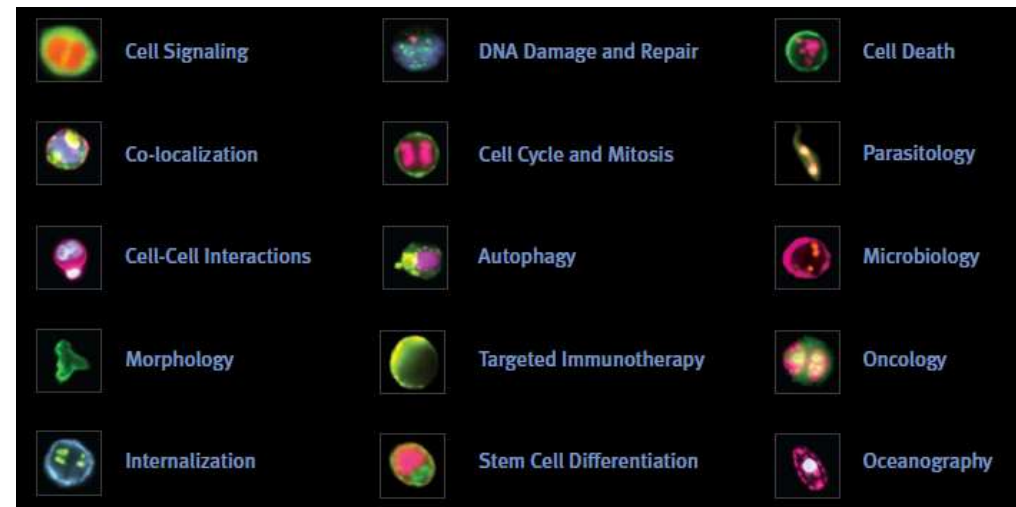 Cell Signaling
DNA Damage and Repair
Cell Death
Co-localization
Cell Cycle and Mitosis
Parasitology
Cell-Cell Interactions
Autophagy
Microbiology
Morphology
Targeted Immunotherapy
Oncology
Internalization
Stem Cell Differentiation
Oceanography